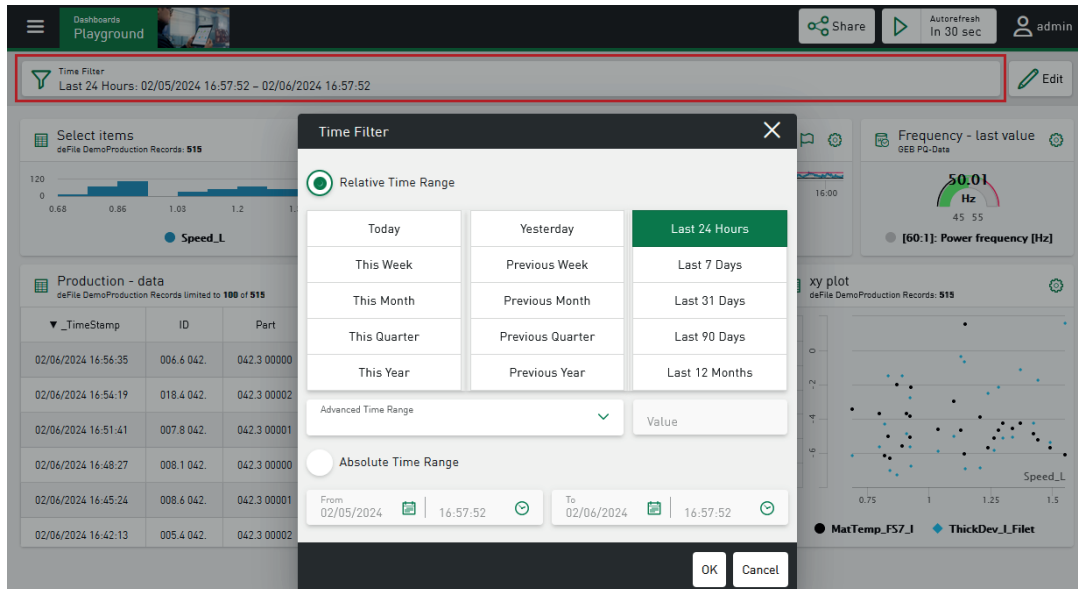 Dashboards
Playground
Share
Autorefresh
In 30 sec
admin
Time Filter
Last 24 Hours: 02/05/2024 16:57:52 – 02/06/2024 16:57:52
Edit
Select items
deFile DemoProduction Records: 515
120
0
0.68 0.86 1.03 1.2 1.
Speed_L
16:00
Frequency - last value
GEB PQ-Data
50.01
Hz
45 55
[60:1]: Power frequency [Hz]
Time Filter
Relative Time Range
Today Yesterday Last 24 Hours
This Week Previous Week Last 7 Days
This Month Previous Month Last 31 Days
This Quarter Previous Quarter Last 90 Days
This Year Previous Year Last 12 Months
Advanced Time Range
Value
Absolute Time Range
From
02/05/2024 16:57:52
To
02/06/2024 16:57:52
OK Cancel
Production - data
deFile DemoProduction Records limited to 100 of 515
▼ _TimeStamp ID Part
02/06/2024 16:56:35 006.6 042. 042.3 00000
02/06/2024 16:54:19 018.4 042. 042.3 00002
02/06/2024 16:51:41 007.8 042. 042.3 00001
02/06/2024 16:48:27 008.1 042. 042.3 00000
02/06/2024 16:45:24 008.6 042. 042.3 00001
02/06/2024 16:42:13 005.4 042. 042.3 00002
xy plot
deFile DemoProduction Records: 515
0
-2
-4
-6
Speed_L
0.75 1 1.25 1.5
MatTemp_FS7_I ThickDev_I_Filet